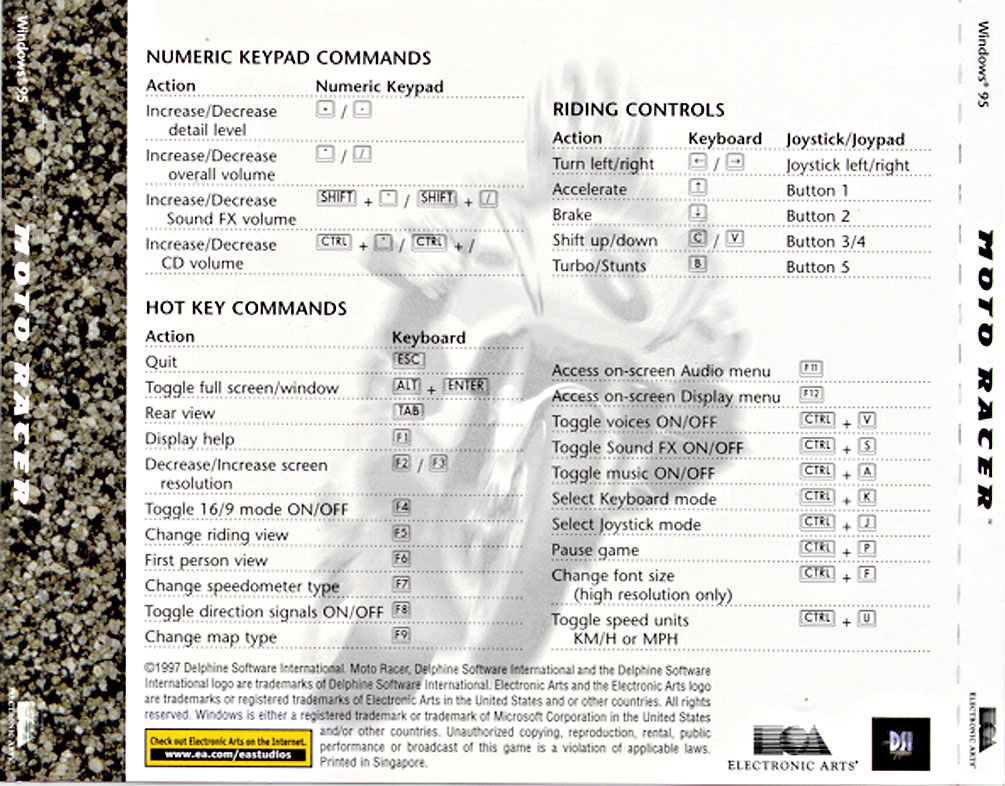 Windows® 95
MOTO RACER
ELECTRONIC ARTS
NUMERIC KEYPAD COMMANDS
Action Numeric Keypad
Increase/Decrease
detail level
Increase/Decrease /
overall volume
Increase/Decrease SHIFT + / SHIFT + /
Sound FX volume
Increase/Decrease CTRL + / CTRL + /
CD volume
HOT KEY COMMANDS
Action Keyboard
Quit ESC
Toggle full screen/window ALT + ENTER
Rear view TAB
Display help F1
Decrease/Increase screen F2 / F3
resolution
Toggle 16/9 mode ON/OFF F4
Change riding view F5
First person view F6
Change speedometer type F7
Toggle direction signals ON/OFF F8
Change map type F9
RIDING CONTROLS
Action Keyboard Joystick/Joypad
Turn left/right ← / → Joystick left/right
Accelerate ↑ Button 1
Brake ↓ Button 2
Shift up/down C / V Button 3/4
Turbo/Stunts B Button 5
Access on-screen Audio menu F11
Access on-screen Display menu F12
Toggle voices ON/OFF CTRL + V
Toggle Sound FX ON/OFF CTRL + S
Toggle music ON/OFF CTRL + A
Select Keyboard mode CTRL + K
Select Joystick mode CTRL + J
Pause game CTRL + P
Change font size CTRL + F
(high resolution only)
Toggle speed units CTRL + U
KM/H or MPH
©1997 Delphine Software International. Moto Racer, Delphine Software International and the Delphine Software
International logo are trademarks of Delphine Software International. Electronic Arts and the Electronic Arts logo
are trademarks or registered trademarks of Electronic Arts in the United States and or other countries. All rights
reserved. Windows is either a registered trademark or trademark of Microsoft Corporation in the United States
and/or other countries. Unauthorized copying, reproduction, rental, public
performance or broadcast of this game is a violation of applicable laws.
Printed in Singapore.
Check out Electronic Arts on the Internet.
www.ea.com/eastudios
EA
ELECTRONIC ARTS®
DSI
Windows® 95
MOTO RACER™
ELECTRONIC ARTS®